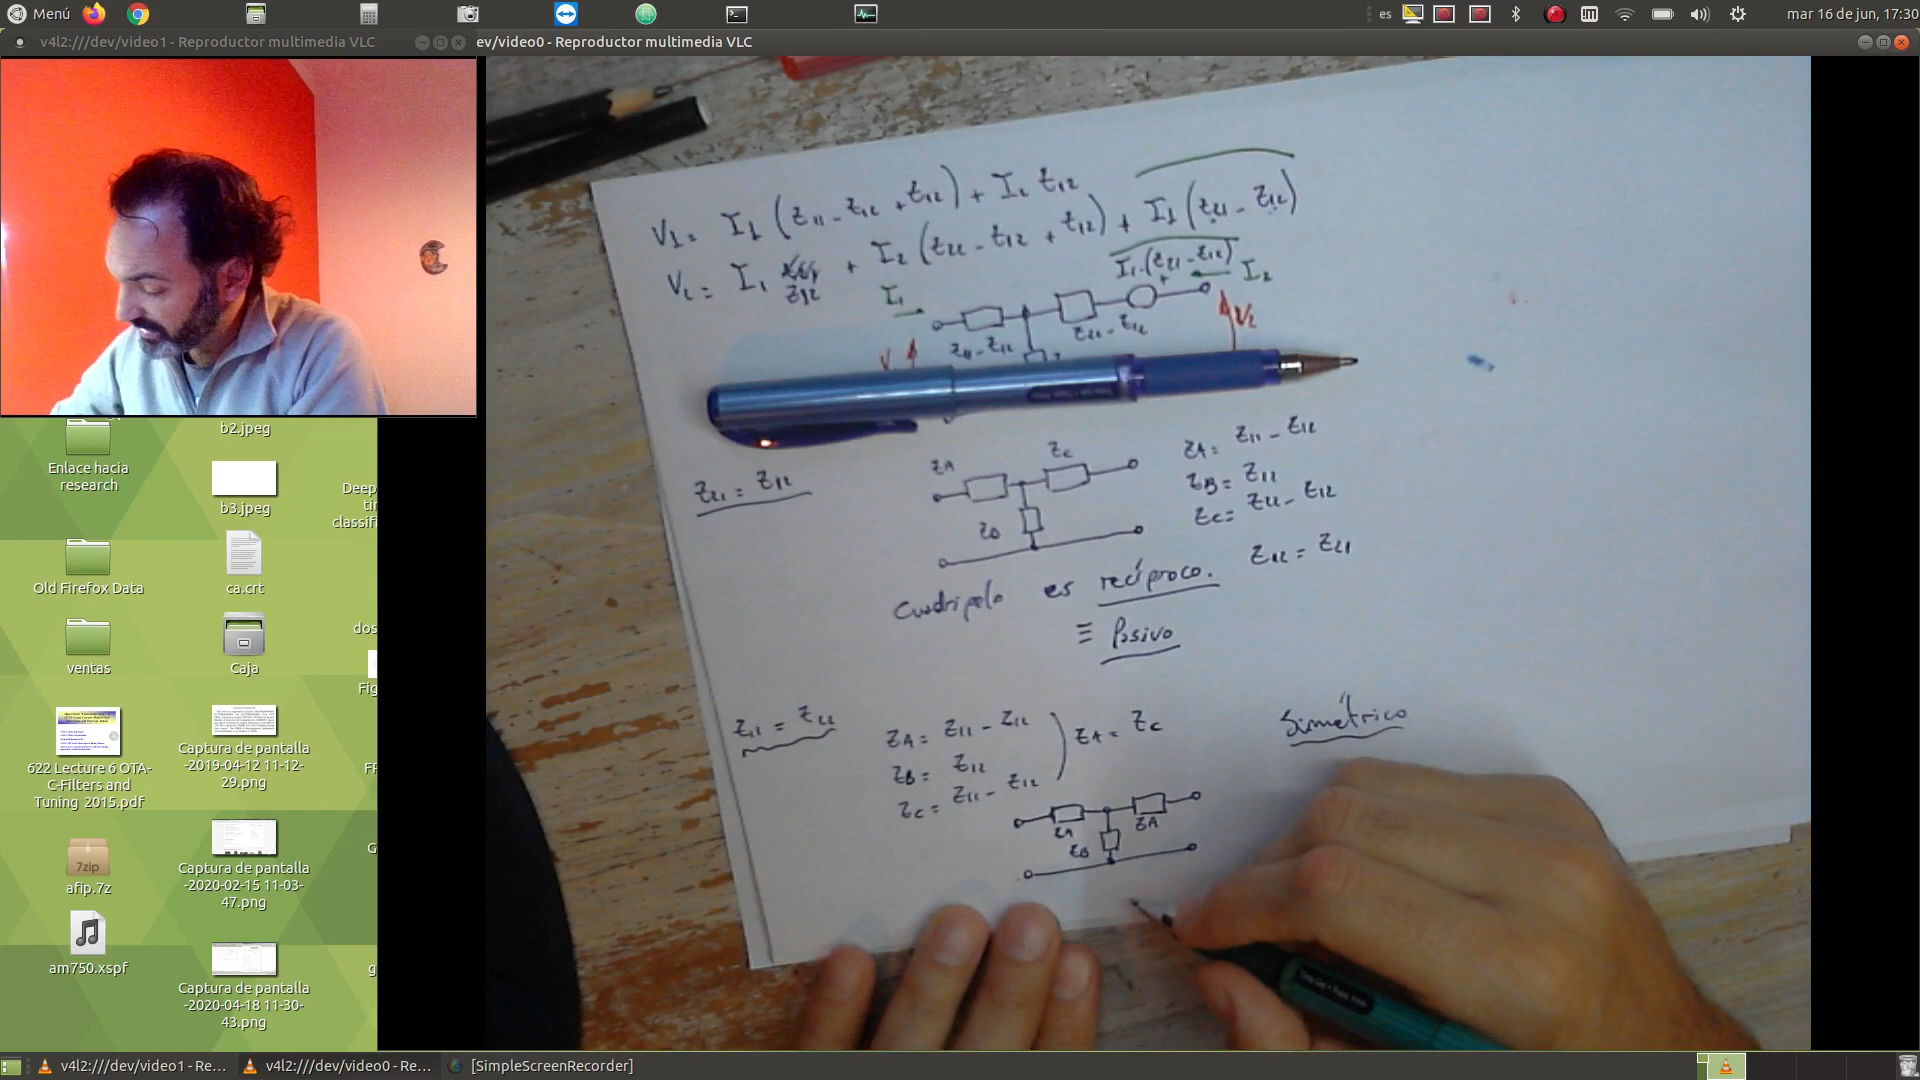 Menú
es
mar 16 de jun, 17:30
v4l2:///dev/video1 - Reproductor multimedia VLC
ev/video0 - Reproductor multimedia VLC
V1 = I1 (Z11 - Z12 + Z12) + I2 Z12
V2 = I1 Z12 + I2 (Z22 - Z12 + Z12) + I1 (Z21 - Z12)
I1 (Z21 - Z12)
I2
I1
Z11 - Z12
Z22 - Z12
V2
V
Z21 = Z12
ZA
ZC
ZB
ZA = Z11 - Z12
ZB = Z12
ZC = Z22 - Z12
Cuadripolo es recíproco. Z12 = Z21
≡ Pasivo
Z11 = Z22
ZA = Z11 - Z12
ZB = Z12
ZC = Z11 - Z12
ZA = ZC
Simétrico
ZA
ZA
ZB
b2.jpeg
Enlace hacia research
b3.jpeg
Deep
tir
classifi
Old Firefox Data
ca.crt
ventas
Caja
dos
Fig
622 Lecture 6 OTA-C-Filters and Tuning 2015.pdf
Captura de pantalla -2019-04-12 11-12-29.png
afip.7z
7zip
Captura de pantalla -2020-02-15 11-03-47.png
am750.xspf
Captura de pantalla -2020-04-18 11-30-43.png
v4l2:///dev/video1 - Re...
v4l2:///dev/video0 - Re...
[SimpleScreenRecorder]